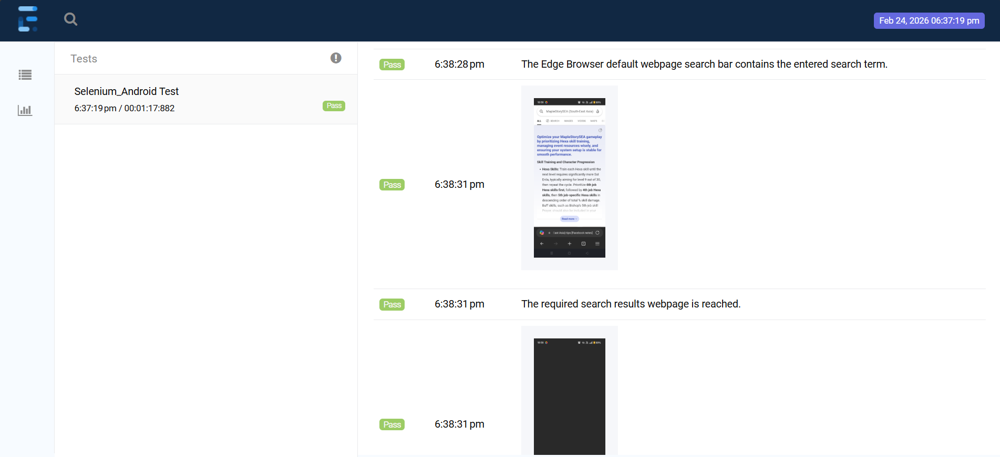 Feb 24, 2026 06:37:19 pm
Tests
Selenium_Android Test
6:37:19 pm / 00:01:17:882
Pass
Pass
6:38:28 pm
The Edge Browser default webpage search bar contains the entered search term.
Pass
6:38:31 pm
18:38
99%
MapleStorySEA (South-East Asia)
ALL SEARCH IMAGES VIDEOS MAPS
Optimize your MapleStorySEA gameplay
by prioritizing Hexa skill training,
managing event resources wisely, and
ensuring your system setup is stable for
smooth performance.
Skill Training and Character Progression
• Hexa Skills: Train each Hexa skill until the
next level requires significantly more Sol
Erda, typically aiming for level 9 out of 30,
then repeat the cycle. Prioritize 6th job
Hexa skills first, followed by 4th job Hexa
skills, then 5th job-specific Hexa skills in
descending order of total % skill damage.
Buff skills, such as Bishop's 5th job skill
Prayer, should also be included in your
Read more
East Asia) tips [Facebook notes]
Pass
6:38:31 pm
The required search results webpage is reached.
Pass
6:38:31 pm
18:38
99%